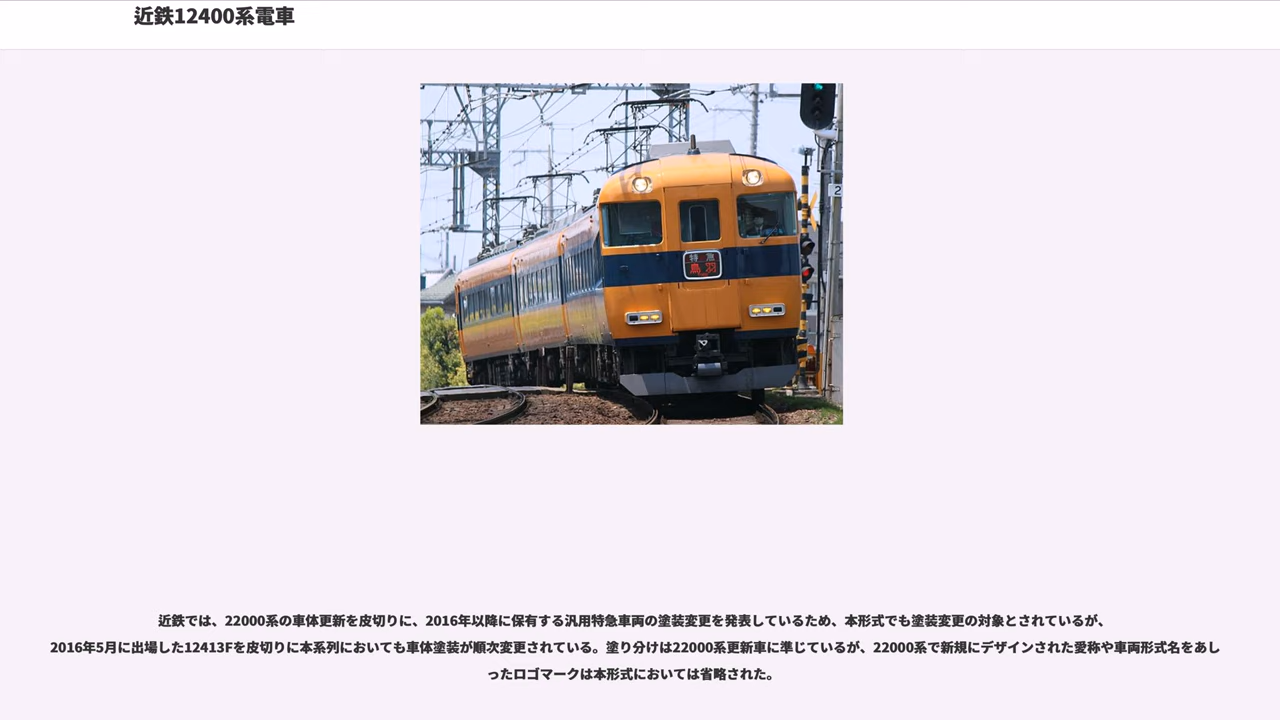 近鉄12400系電車
2
特急
鳥羽
近鉄では、22000系の車体更新を皮切りに、2016年以降に保有する汎用特急車両の塗装変更を発表しているため、本形式でも塗装変更の対象とされているが、
2016年5月に出場した12413Fを皮切りに本系列においても車体塗装が順次変更されている。塗り分けは22000系更新車に準じているが、22000系で新規にデザインされた愛称や車両形式名をあし
ったロゴマークは本形式においては省略された。